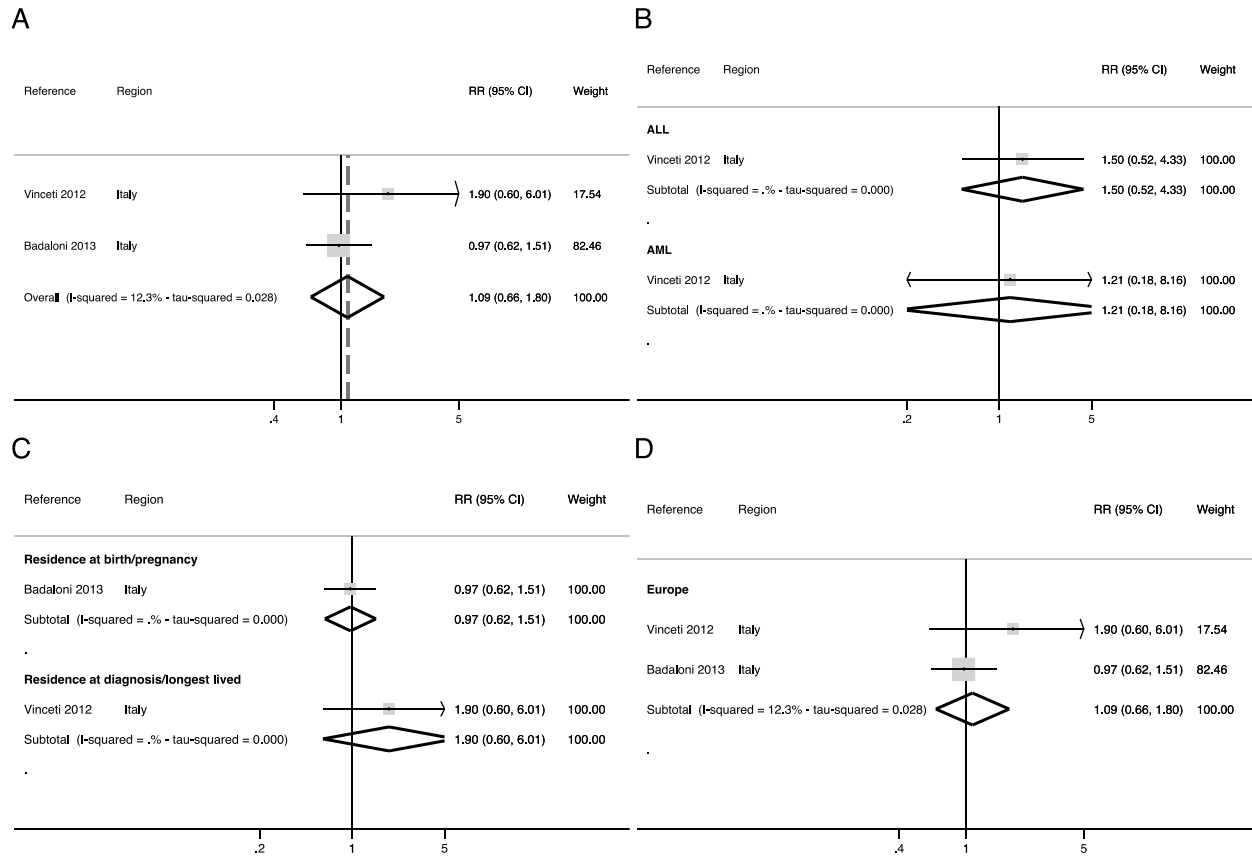 A
Reference Region RR (95% CI) Weight
Vinceti 2012 Italy 1.90 (0.60, 6.01) 17.54
Badaloni 2013 Italy 0.97 (0.62, 1.51) 82.46
Overall (I-squared = 12.3% - tau-squared = 0.028) 1.09 (0.66, 1.80) 100.00
.4 1 5
B
Reference Region RR (95% CI) Weight
ALL
Vinceti 2012 Italy 1.50 (0.52, 4.33) 100.00
Subtotal (I-squared = .% - tau-squared = 0.000) 1.50 (0.52, 4.33) 100.00
.
AML
Vinceti 2012 Italy 1.21 (0.18, 8.16) 100.00
Subtotal (I-squared = .% - tau-squared = 0.000) 1.21 (0.18, 8.16) 100.00
.
.2 1 5
C
Reference Region RR (95% CI) Weight
Residence at birth/pregnancy
Badaloni 2013 Italy 0.97 (0.62, 1.51) 100.00
Subtotal (I-squared = .% - tau-squared = 0.000) 0.97 (0.62, 1.51) 100.00
.
Residence at diagnosis/longest lived
Vinceti 2012 Italy 1.90 (0.60, 6.01) 100.00
Subtotal (I-squared = .% - tau-squared = 0.000) 1.90 (0.60, 6.01) 100.00
.
.2 1 5
D
Reference Region RR (95% CI) Weight
Europe
Vinceti 2012 Italy 1.90 (0.60, 6.01) 17.54
Badaloni 2013 Italy 0.97 (0.62, 1.51) 82.46
Subtotal (I-squared = 12.3% - tau-squared = 0.028) 1.09 (0.66, 1.80) 100.00
.
.4 1 5